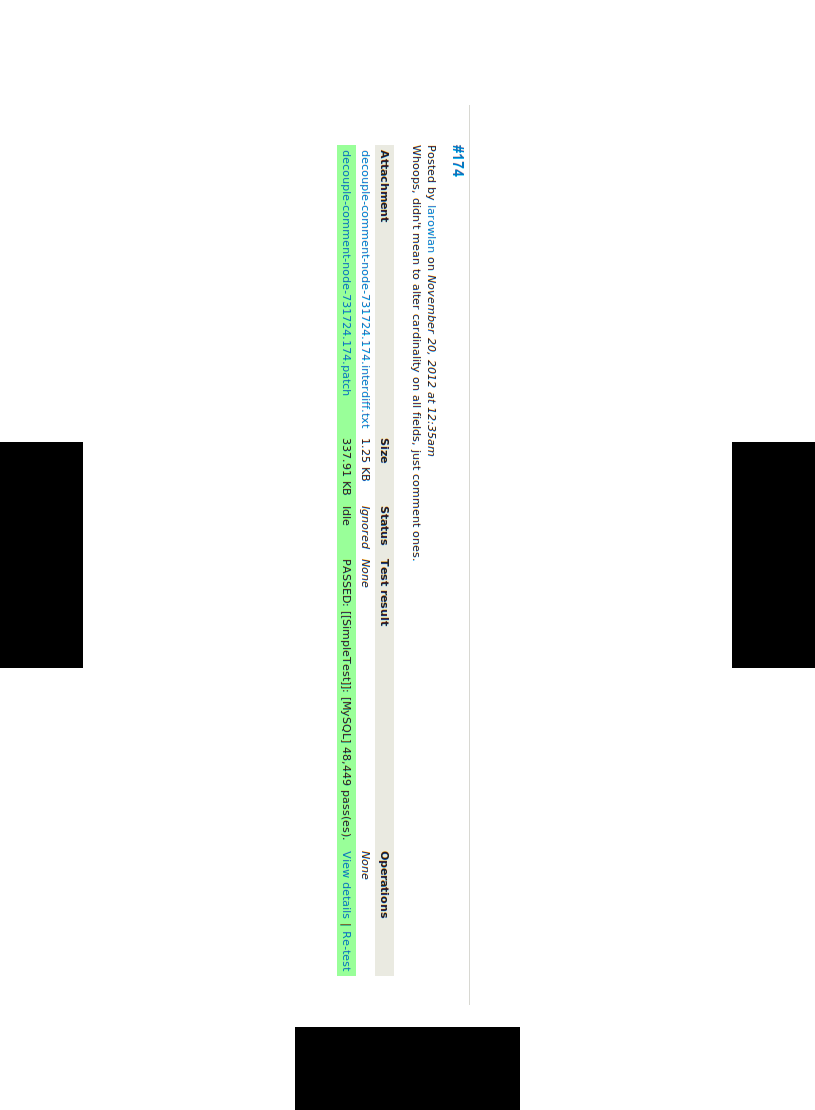 #174
Posted by larowlan on November 20, 2012 at 12:35am
Whoops, didn't mean to alter cardinality on all fields, just comment ones.
Attachment Size Status Test result Operations
decouple-comment-node-731724.174.interdiff.txt 1.25 KB Ignored None None
decouple-comment-node-731724.174.patch 337.91 KB Idle PASSED: [[SimpleTest]]: [MySQL] 48,449 pass(es). View details | Re-test